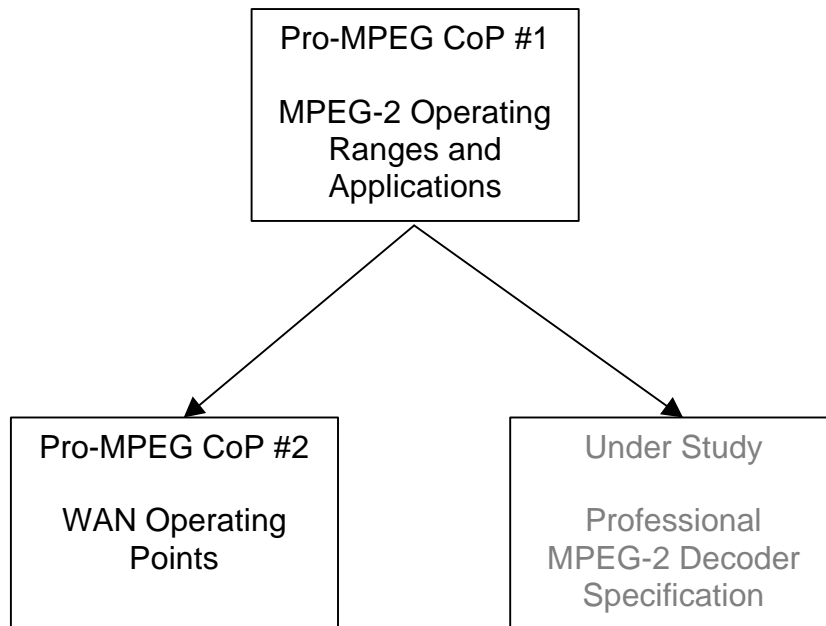 Pro-MPEG CoP #1
MPEG-2 Operating
Ranges and
Applications
Pro-MPEG CoP #2
WAN Operating
Points
Under Study
Professional
MPEG-2 Decoder
Specification